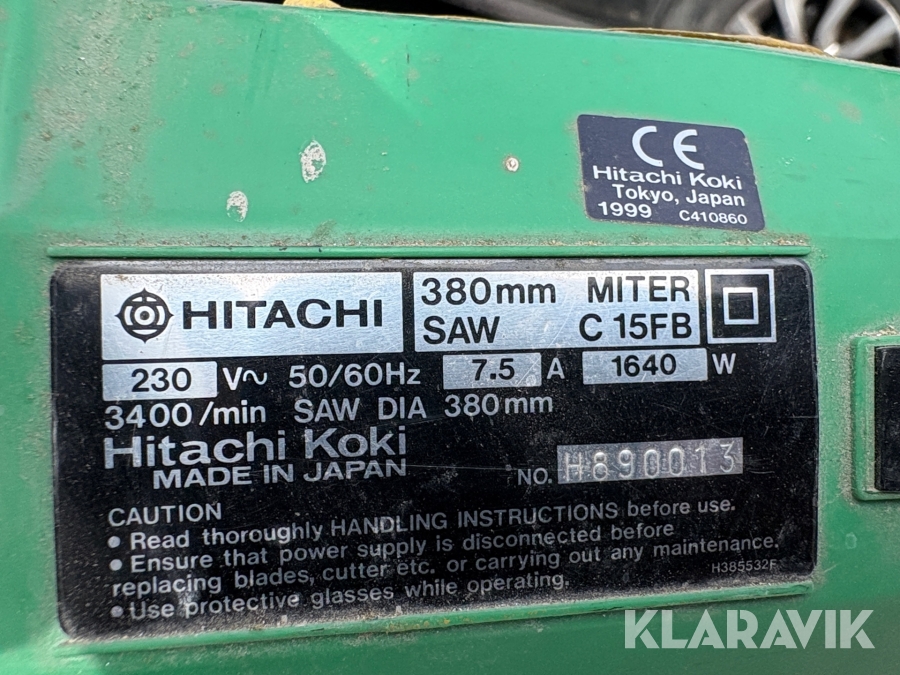 CE
Hitachi Koki
Tokyo, Japan
1999 C410860
HITACHI
380mm MITER
SAW C 15FB
230 V~ 50/60Hz 7.5 A 1640 W
3400/min SAW DIA 380mm
Hitachi Koki
MADE IN JAPAN
NO. H890013
CAUTION
• Read thoroughly HANDLING INSTRUCTIONS before use.
• Ensure that power supply is disconnected before
replacing blades, cutter etc. or carrying out any maintenance.
• Use protective glasses while operating.
H385532F
KLARAVIK